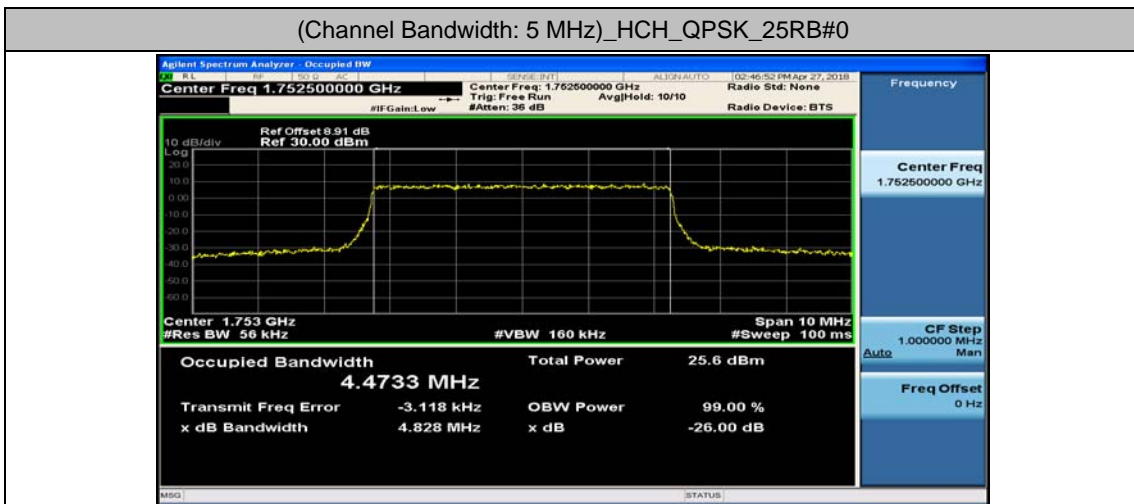 (Channel Bandwidth: 5 MHz)_HCH_QPSK_25RB#0
Agilent Spectrum Analyzer - Occupied BW
RL RF 50 Ω AC SENSE:INT ALIGNAUTO 02:46:52 PM Apr 27, 2018
Center Freq 1.752500000 GHz
Center Freq: 1.752500000 GHz
Radio Std: None
Trig: Free Run Avg|Hold: 10/10
#IFGain:Low #Atten: 36 dB Radio Device: BTS
Frequency
Ref Offset 8.91 dB
10 dB/div Ref 30.00 dBm
Log
20.0
10.0
0.00
-10.0
-20.0
-30.0
-40.0
-50.0
-60.0
Center 1.753 GHz Span 10 MHz
#Res BW 56 kHz #VBW 160 kHz #Sweep 100 ms
Occupied Bandwidth Total Power 25.6 dBm
4.4733 MHz
Transmit Freq Error -3.118 kHz OBW Power 99.00 %
x dB Bandwidth 4.828 MHz x dB -26.00 dB
Center Freq
1.752500000 GHz
CF Step
1.000000 MHz
Auto Man
Freq Offset
0 Hz
MSG STATUS